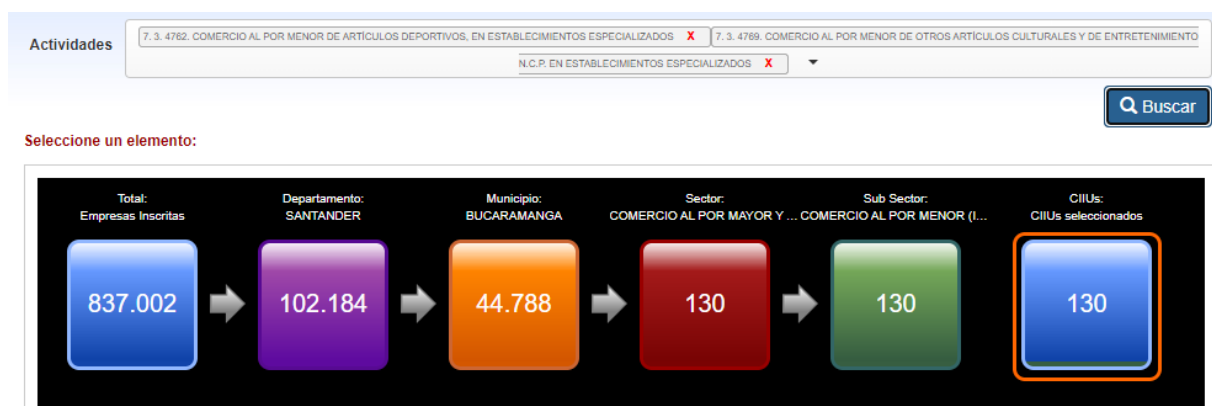 Actividades
7. 3. 4762. COMERCIO AL POR MENOR DE ARTÍCULOS DEPORTIVOS, EN ESTABLECIMIENTOS ESPECIALIZADOS X 7. 3. 4769. COMERCIO AL POR MENOR DE OTROS ARTÍCULOS CULTURALES Y DE ENTRETENIMIENTO
N.C.P. EN ESTABLECIMIENTOS ESPECIALIZADOS X
Buscar
Seleccione un elemento:
Total:
Empresas Inscritas
837.002
Departamento:
SANTANDER
102.184
Municipio:
BUCARAMANGA
44.788
Sector:
COMERCIO AL POR MAYOR Y ...
130
Sub Sector:
COMERCIO AL POR MENOR (I...
130
CIIUs:
CIIUs seleccionados
130